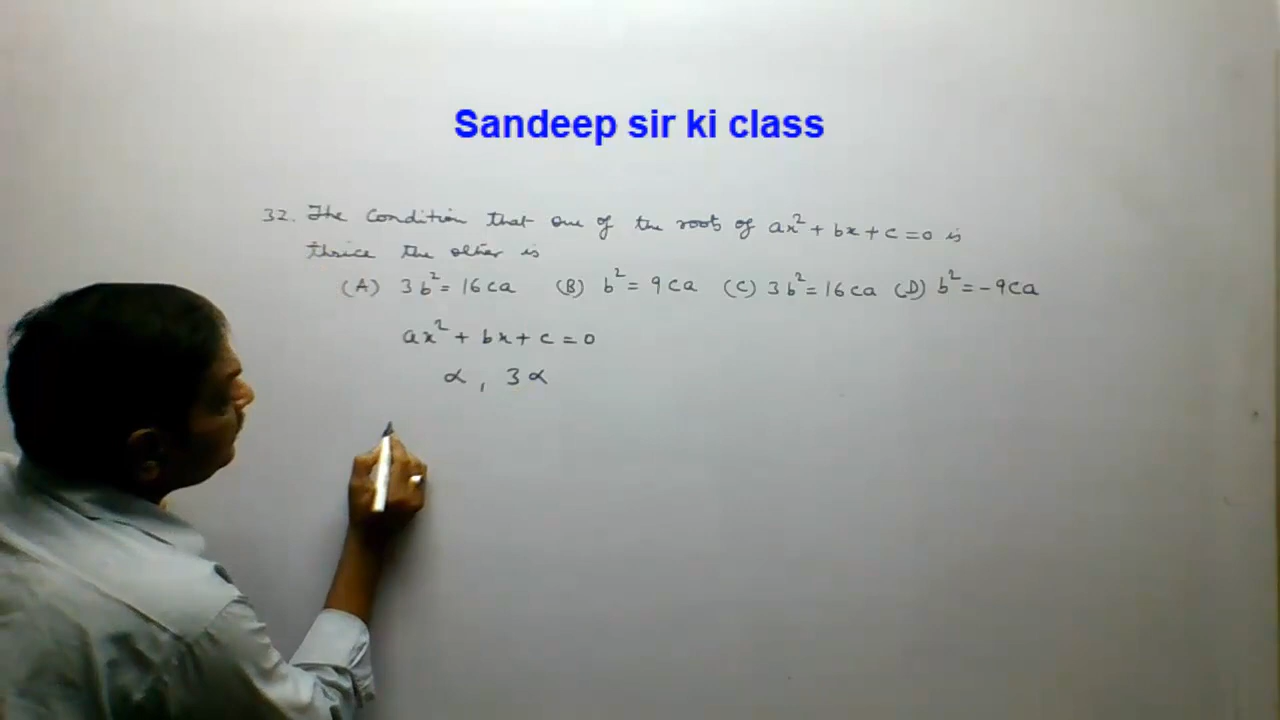 Sandeep sir ki class
32. The Condition that one of the roots of ax² + bx + c = 0 is
thrice the other is
(A) 3b² = 16ca (B) b² = 9ca (C) 3b² = 16ca (D) b² = -9ca
ax² + bx + c = 0
α, 3α